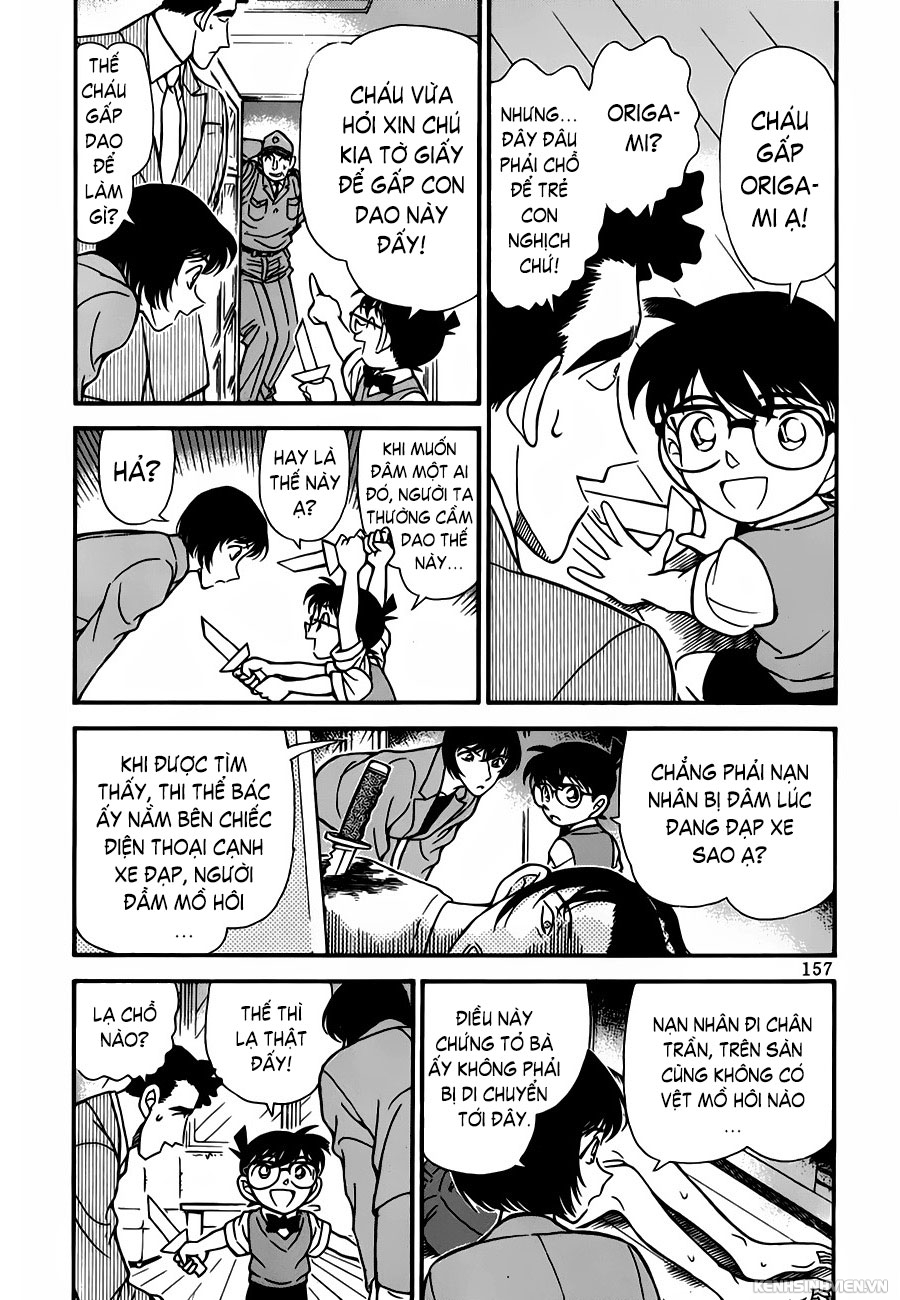 CHÁU
GẤP
ORIGA-
MI Ạ!
ORIGA-
MI?
NHƯNG...
ĐÂY ĐÂU
PHẢI CHỖ
ĐỂ TRẺ
CON
NGHỊCH
CHỨ!
CHÁU VỪA
HỎI XIN CHÚ
KIA TỜ GIẤY
ĐỂ GẤP CON
DAO NÀY
ĐẤY!
THẾ
CHÁU
GẤP
DAO
ĐỂ
LÀM
GÌ?
KHI MUỐN
ĐÂM MỘT AI
ĐÓ, NGƯỜI TA
THƯỜNG CẦM
DAO THẾ
NÀY...
HAY LÀ
THẾ NÀY
Ạ?
HẢ?
CHẲNG PHẢI NẠN
NHÂN BỊ ĐÂM LÚC
ĐANG ĐẠP XE
SAO Ạ?
KHI ĐƯỢC TÌM
THẤY, THI THỂ BÁC
ẤY NẰM BÊN CHIẾC
ĐIỆN THOẠI CẠNH
XE ĐẠP, NGƯỜI
ĐẦM MỒ HÔI
...
157
NẠN NHÂN ĐI CHÂN
TRẦN, TRÊN SÀN
CŨNG KHÔNG CÓ
VỆT MỒ HÔI NÀO
...
ĐIỀU NÀY
CHỨNG TỎ BÀ
ẤY KHÔNG PHẢI
BỊ DI CHUYỂN
TỚI ĐÂY.
THẾ THÌ
LẠ THẬT
ĐẤY!
LẠ CHỖ
NÀO?
KENHSINHVIEN.VN